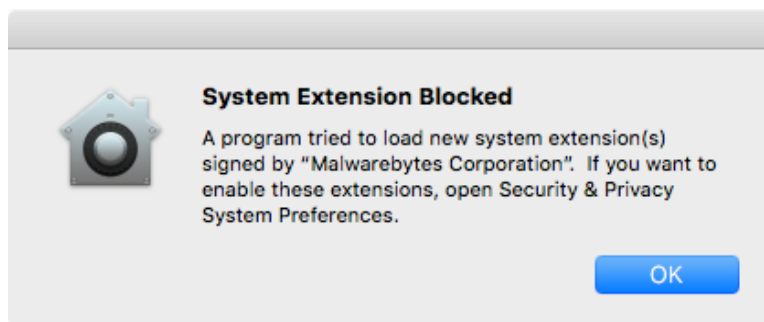 System Extension Blocked
A program tried to load new system extension(s)
signed by “Malwarebytes Corporation”.  If you want to
enable these extensions, open Security & Privacy
System Preferences.
OK